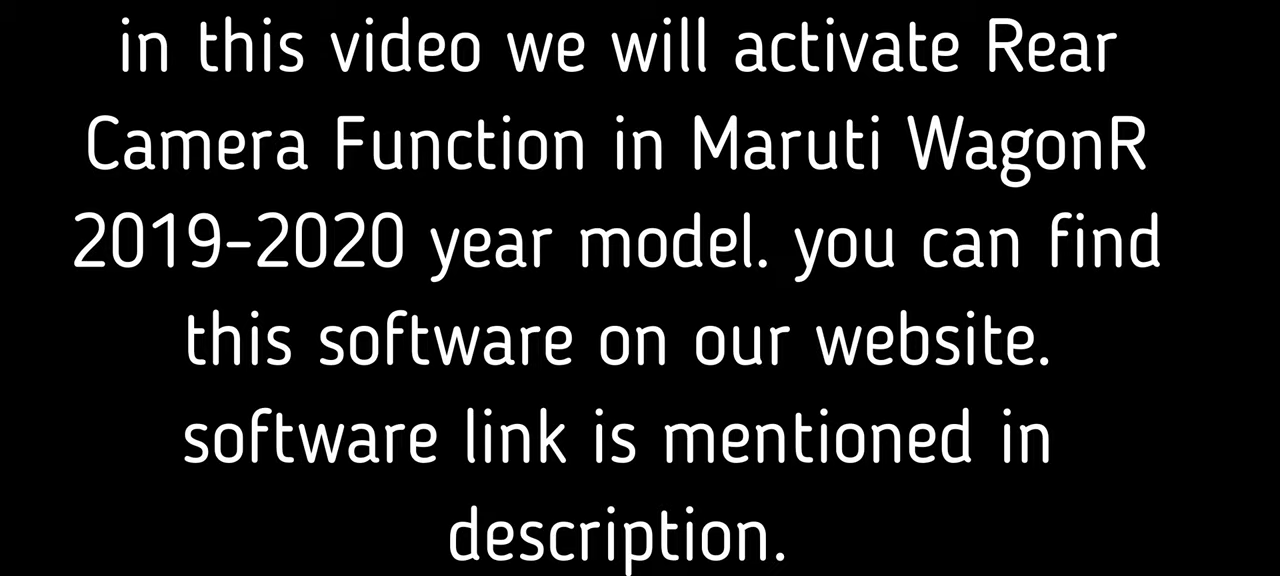 in this video we will activate Rear
Camera Function in Maruti WagonR
2019-2020 year model. you can find
this software on our website.
software link is mentioned in
description.